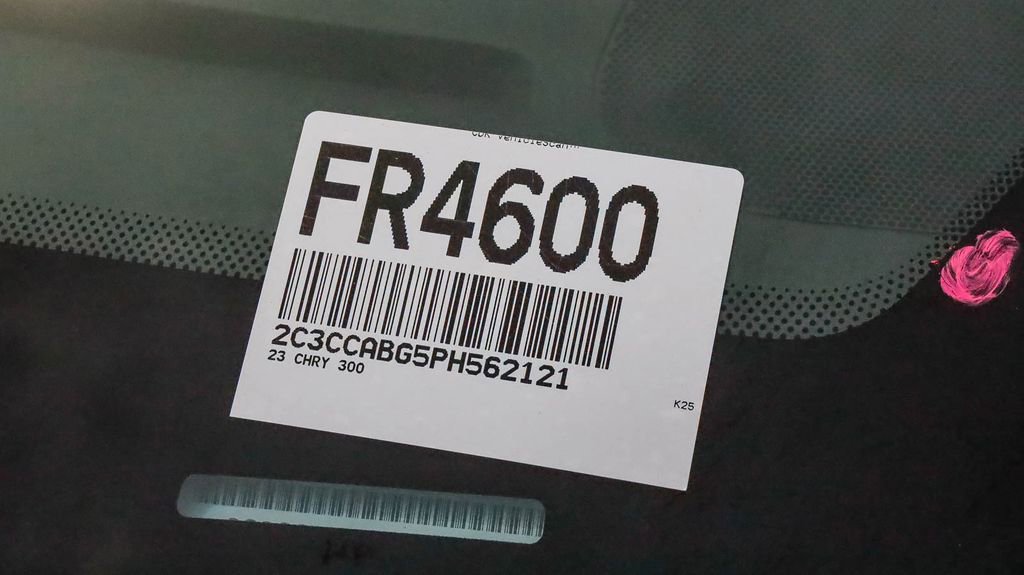 CDK VehicleScan
FR4600
2C3CCABG5PH562121
23 CHRY 300
K25